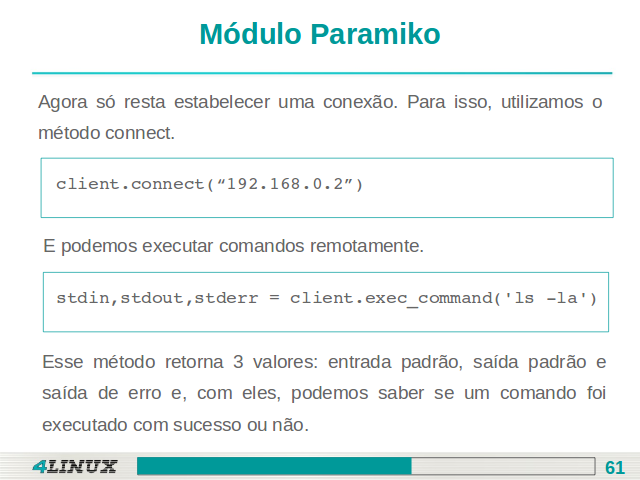 Módulo Paramiko
Agora só resta estabelecer uma conexão. Para isso, utilizamos o
método connect.
client.connect(“192.168.0.2”)
E podemos executar comandos remotamente.
stdin,stdout,stderr = client.exec_command('ls -la')
Esse método retorna 3 valores: entrada padrão, saída padrão e
saída de erro e, com eles, podemos saber se um comando foi
executado com sucesso ou não.
4LINUX
61